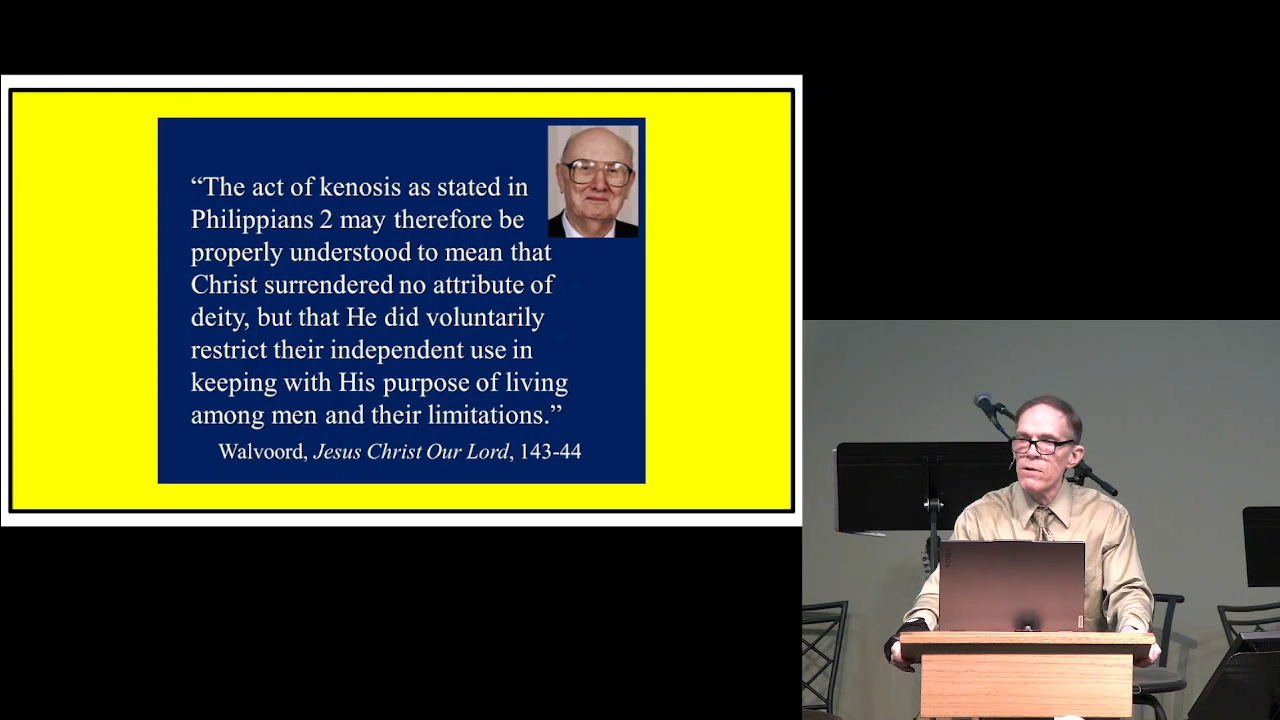 “The act of kenosis as stated in
Philippians 2 may therefore be
properly understood to mean that
Christ surrendered no attribute of
deity, but that He did voluntarily
restrict their independent use in
keeping with His purpose of living
among men and their limitations.”
Walvoord, Jesus Christ Our Lord, 143-44
YOGA